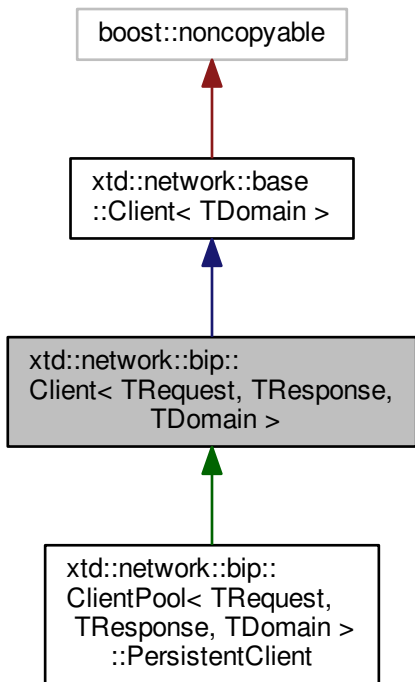 boost::noncopyable
xtd::network::base
::Client< TDomain >
xtd::network::bip::
Client< TRequest, TResponse,
TDomain >
xtd::network::bip::
ClientPool< TRequest,
TResponse, TDomain >
::PersistentClient